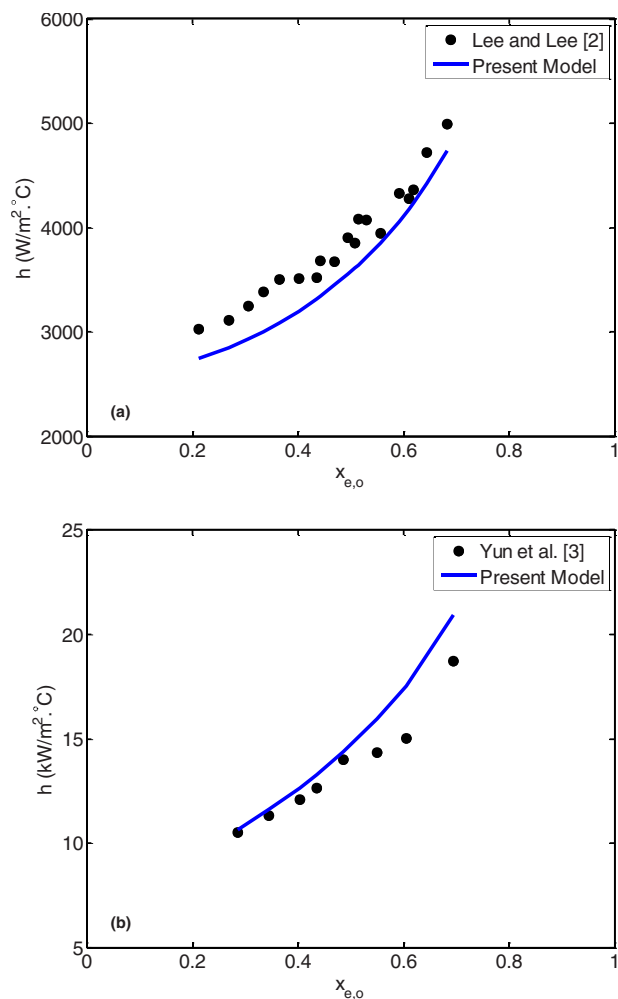 6000
5000
4000
3000
2000
h (W/m².°C)
Lee and Lee [2]
Present Model
(a)
0
0.2
0.4
0.6
0.8
1
xe,o
25
20
15
10
5
h (kW/m².°C)
Yun et al. [3]
Present Model
(b)
0
0.2
0.4
0.6
0.8
1
xe,o